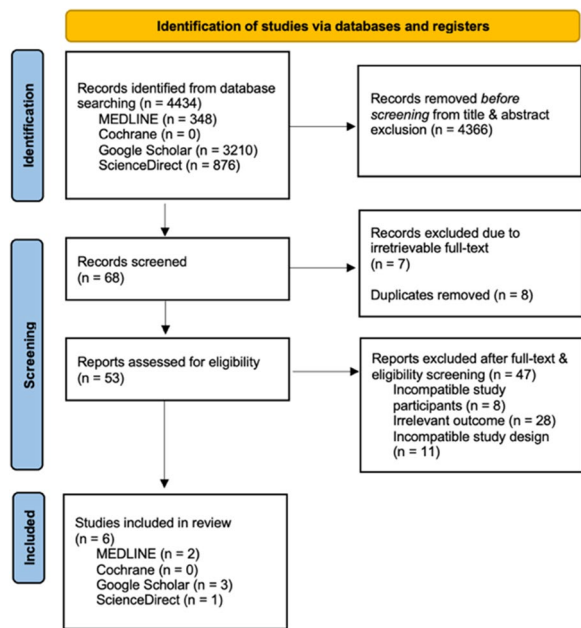 Identification of studies via databases and registers
Identification
Records identified from database
searching (n = 4434)
MEDLINE (n = 348)
Cochrane (n = 0)
Google Scholar (n = 3210)
ScienceDirect (n = 876)
Records removed before
screening from title & abstract
exclusion (n = 4366)
Screening
Records screened
(n = 68)
Records excluded due to
irretrievable full-text
(n = 7)
Duplicates removed (n = 8)
Reports assessed for eligibility
(n = 53)
Reports excluded after full-text &
eligibility screening (n = 47)
Incompatible study
participants (n = 8)
Irrelevant outcome (n = 28)
Incompatible study design
(n = 11)
Included
Studies included in review
(n = 6)
MEDLINE (n = 2)
Cochrane (n = 0)
Google Scholar (n = 3)
ScienceDirect (n = 1)